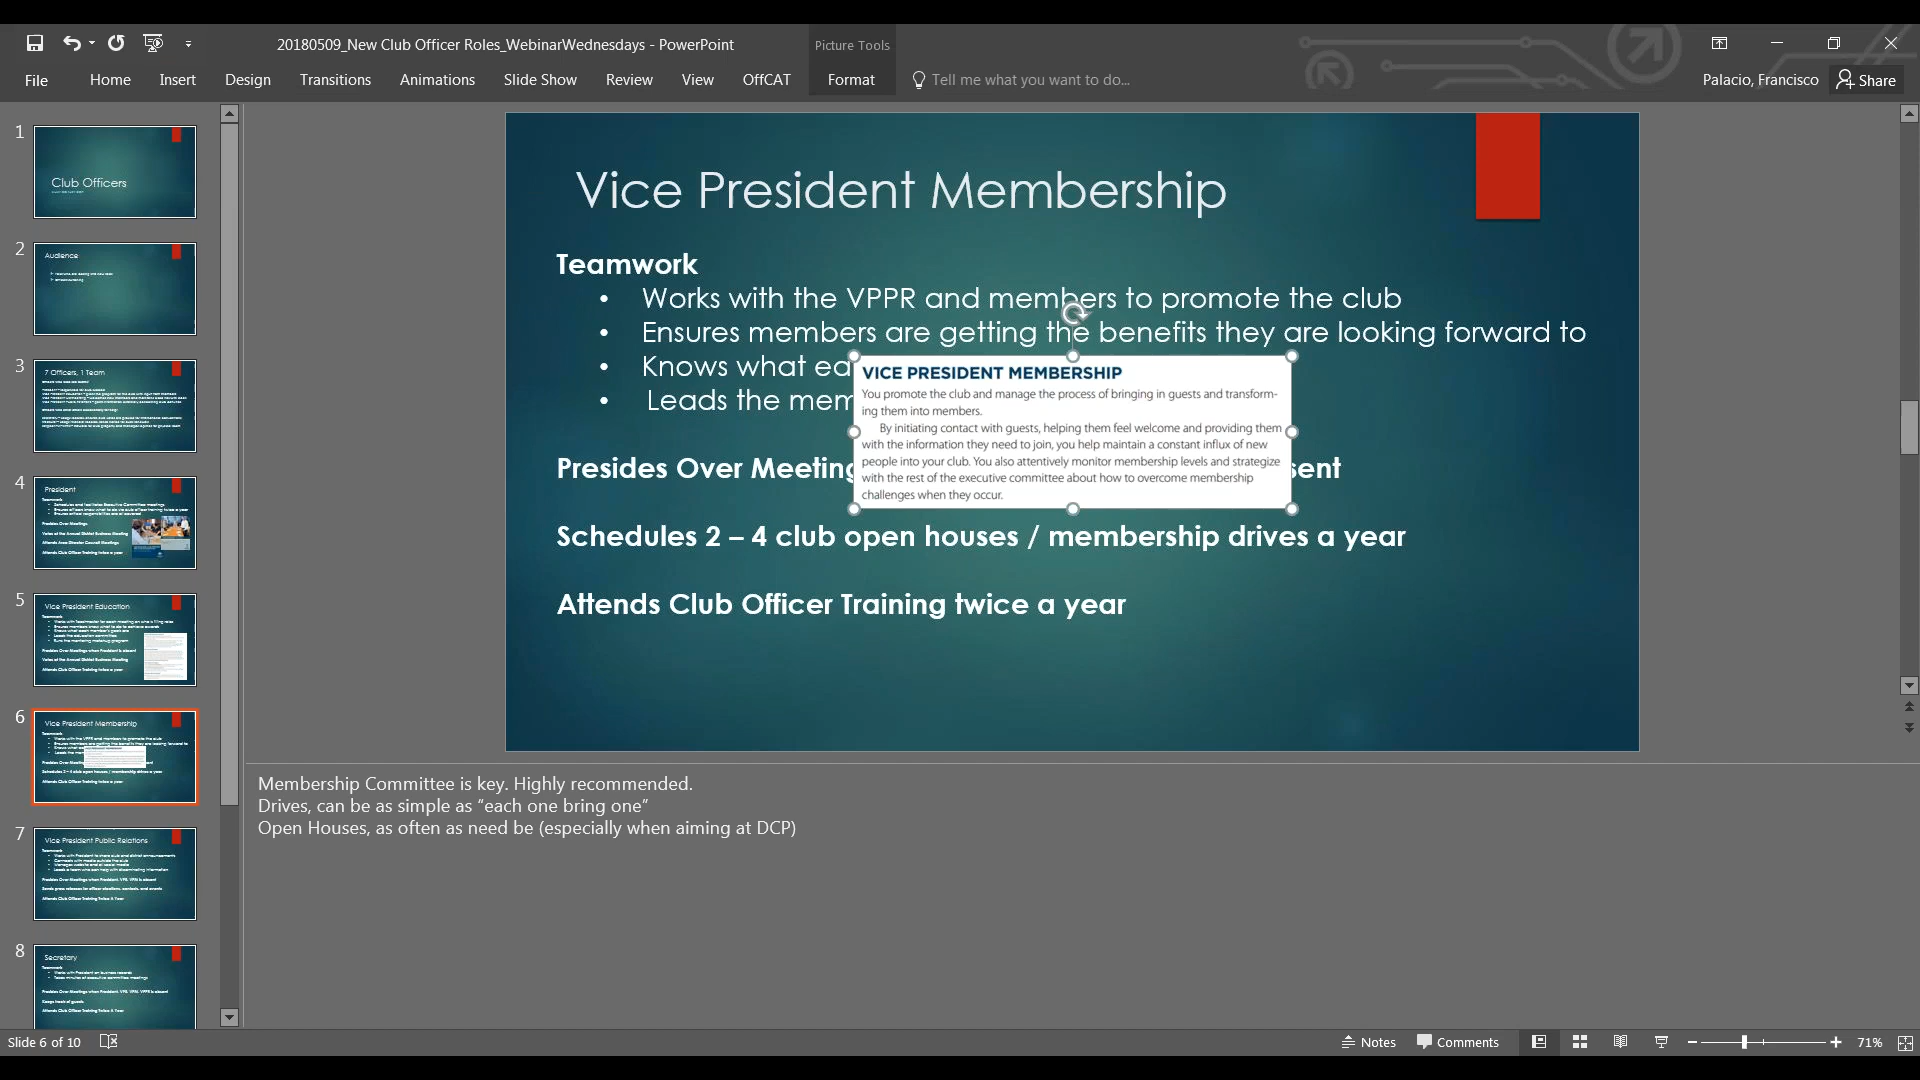 20180509_New Club Officer Roles_WebinarWednesdays - PowerPoint
Picture Tools
File
Home
Insert
Design
Transitions
Animations
Slide Show
Review
View
OffCAT
Format
Tell me what you want to do...
Palacio, Francisco
Share
1
Club Officers
2
Audience
3
7 Officers, 1 Team
4
President
5
Vice President Education
6
Vice President Membership
7
Vice President Public Relations
8
Secretary
Vice President Membership
Teamwork
• Works with the VPPR and members to promote the club
• Ensures members are getting the benefits they are looking forward to
• Knows what ea
• Leads the mem
Presides Over Meeting
sent
Schedules 2 – 4 club open houses / membership drives a year
Attends Club Officer Training twice a year
VICE PRESIDENT MEMBERSHIP
You promote the club and manage the process of bringing in guests and transform-
ing them into members.
By initiating contact with guests, helping them feel welcome and providing them
with the information they need to join, you help maintain a constant influx of new
people into your club. You also attentively monitor membership levels and strategize
with the rest of the executive committee about how to overcome membership
challenges when they occur.
Membership Committee is key. Highly recommended.
Drives, can be as simple as “each one bring one”
Open Houses, as often as need be (especially when aiming at DCP)
Slide 6 of 10
Notes
Comments
71%